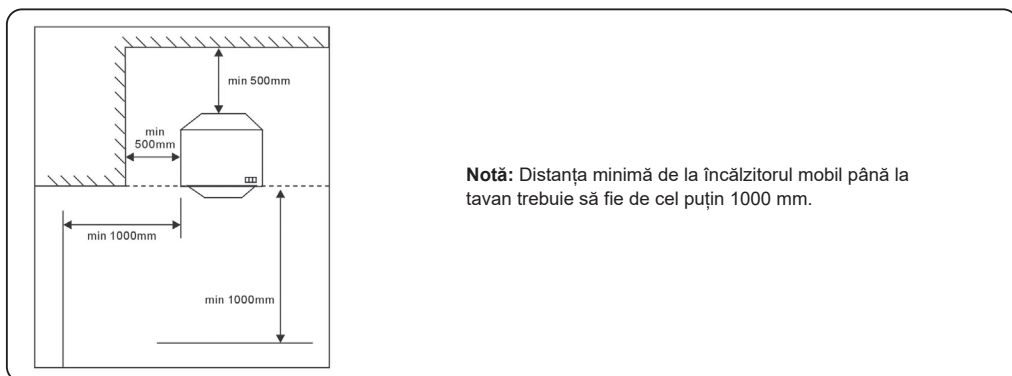 min 500mm
min
500mm
min 1000mm
min 1000mm
Notă: Distanța minimă de la încălzitorul mobil până la
tavan trebuie să fie de cel puțin 1000 mm.